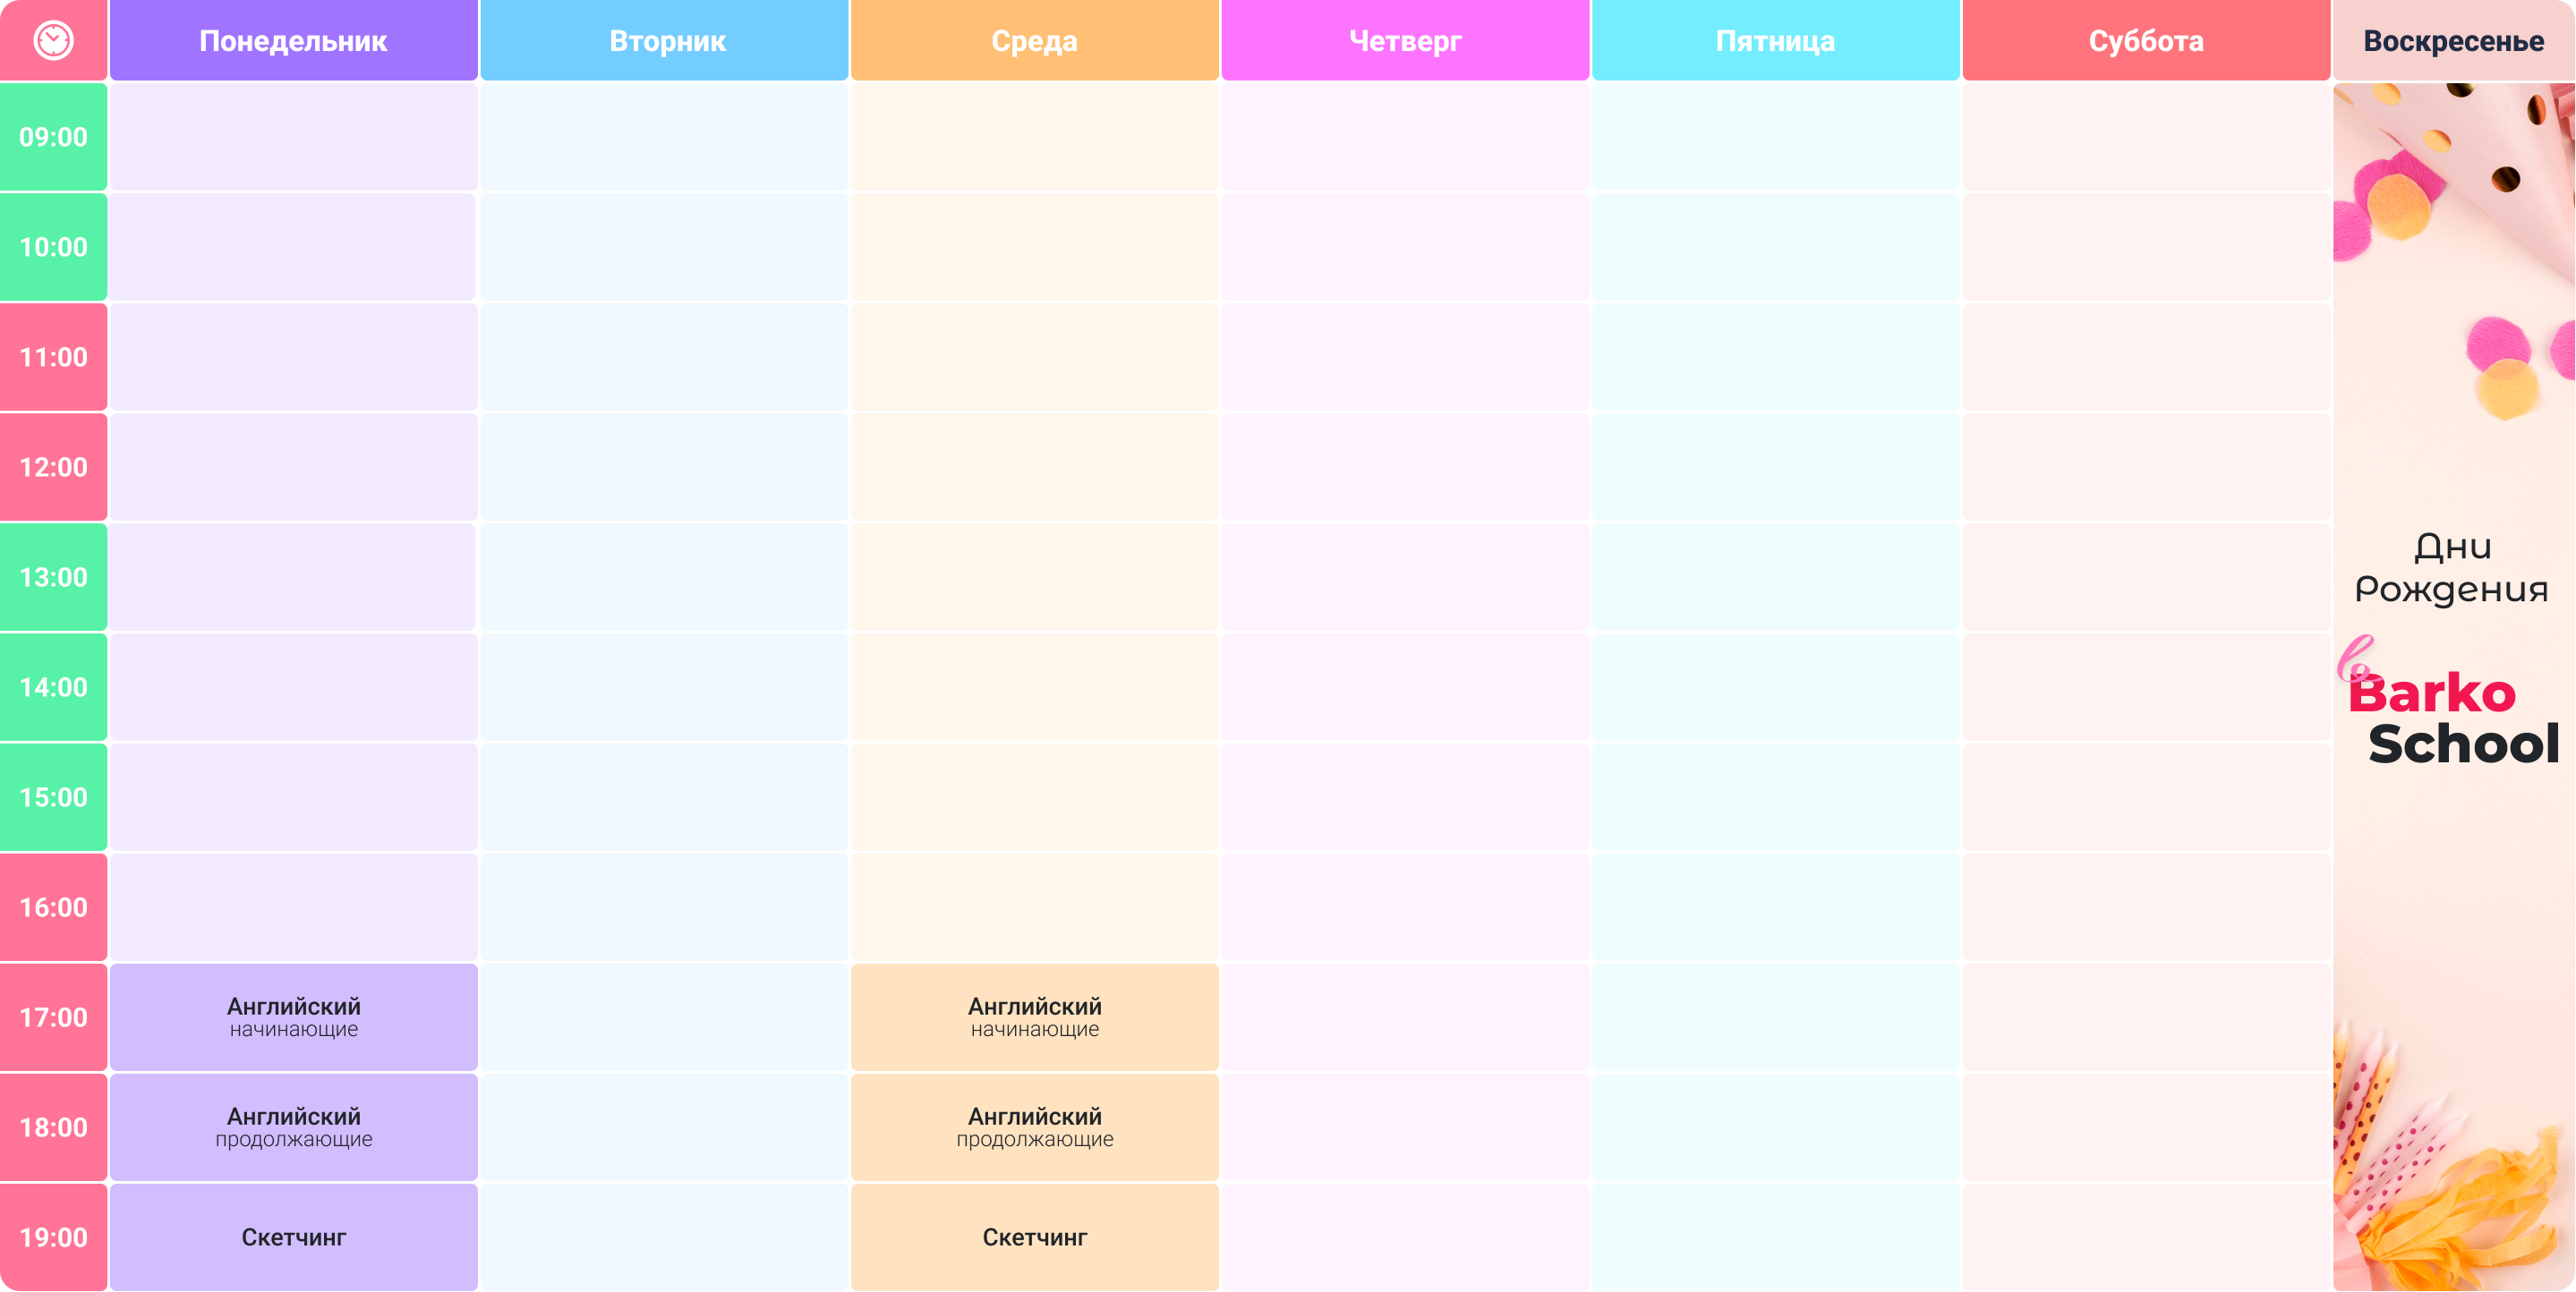 Понедельник Вторник Среда Четверг Пятница Суббота Воскресенье
09:00
10:00
11:00
12:00
13:00
Дни
Рождения
в
14:00
Barko
School
15:00
16:00
17:00 Английский начинающие Английский начинающие
18:00 Английский продолжающие Английский продолжающие
19:00 Скетчинг Скетчинг